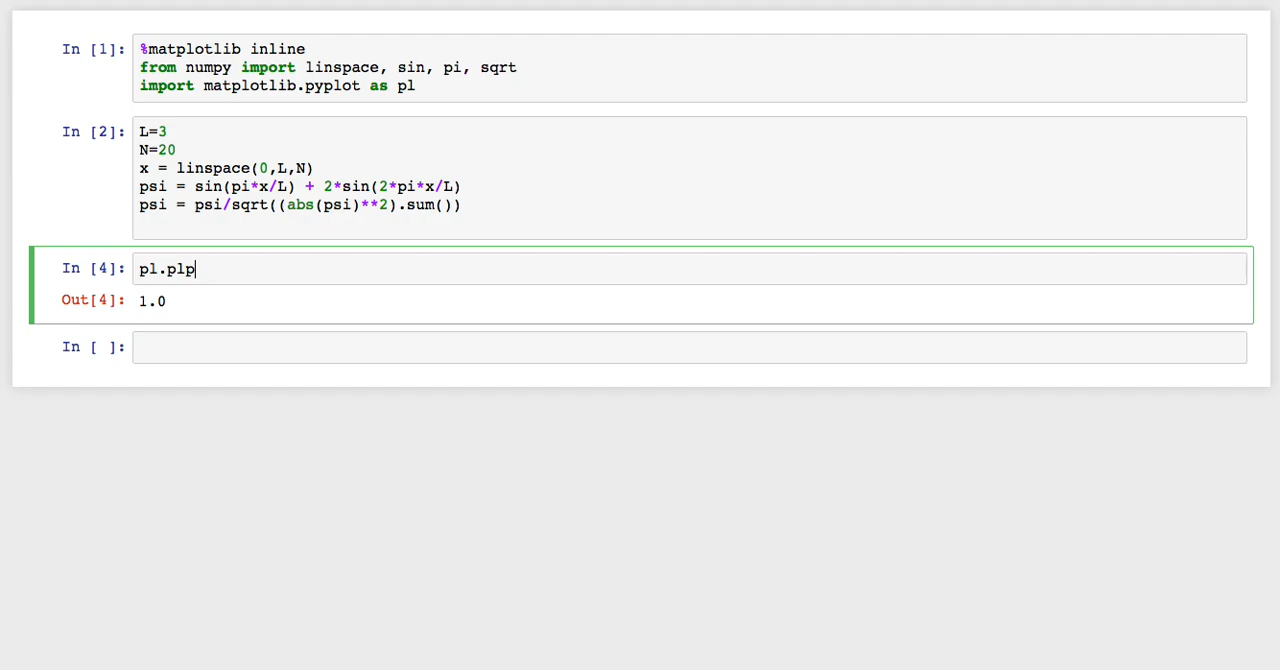 In [1]: %matplotlib inline
from numpy import linspace, sin, pi, sqrt
import matplotlib.pyplot as pl
In [2]: L=3
N=20
x = linspace(0,L,N)
psi = sin(pi*x/L) + 2*sin(2*pi*x/L)
psi = psi/sqrt((abs(psi)**2).sum())
In [4]: pl.plp
Out[4]: 1.0
In [ ]: